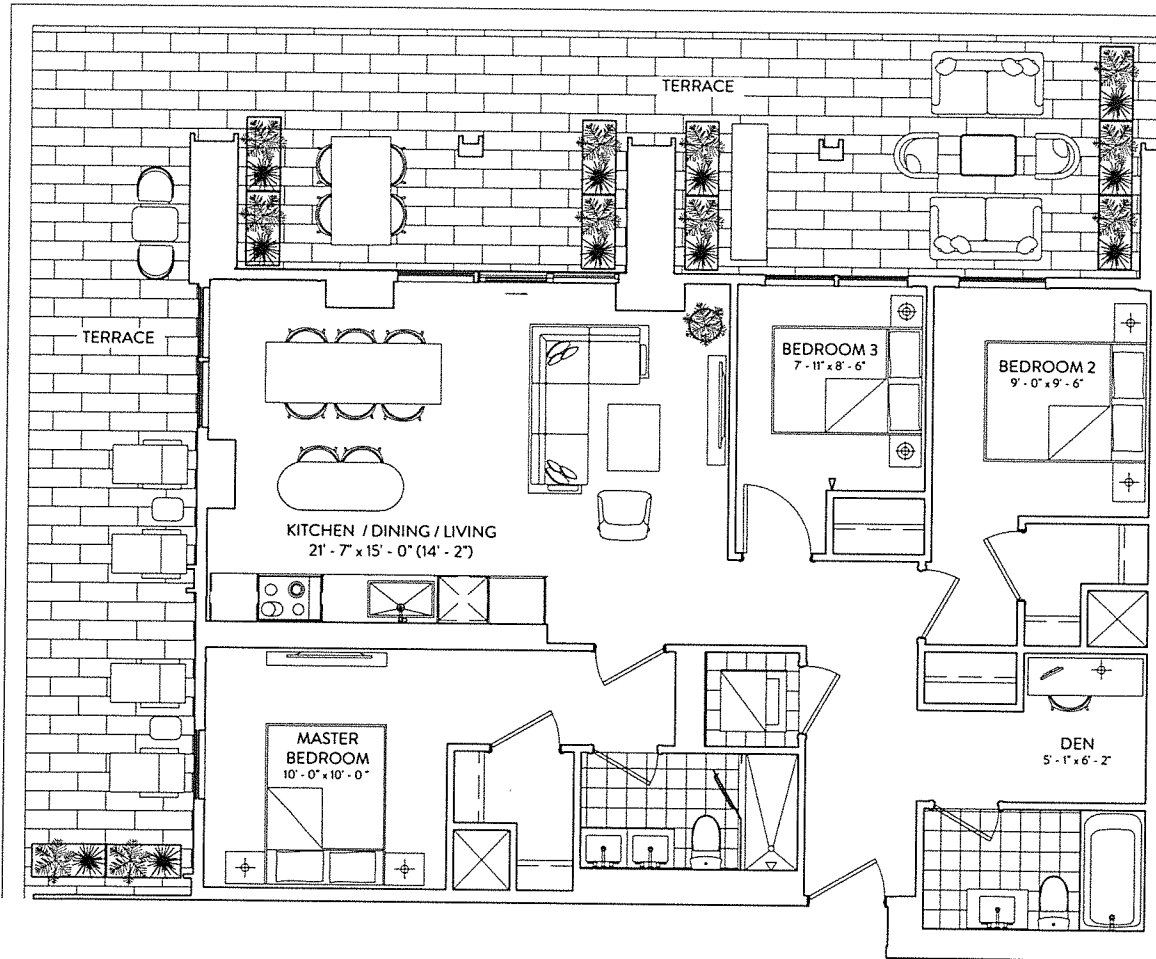 TERRACE
TERRACE
BEDROOM 3
7' - 11" x 8' - 6"
BEDROOM 2
9' - 0" x 9' - 6"
KITCHEN / DINING / LIVING
21' - 7" x 15' - 0" (14' - 2")
MASTER
BEDROOM
10' - 0" x 10' - 0"
DEN
5' - 1" x 6' - 2"